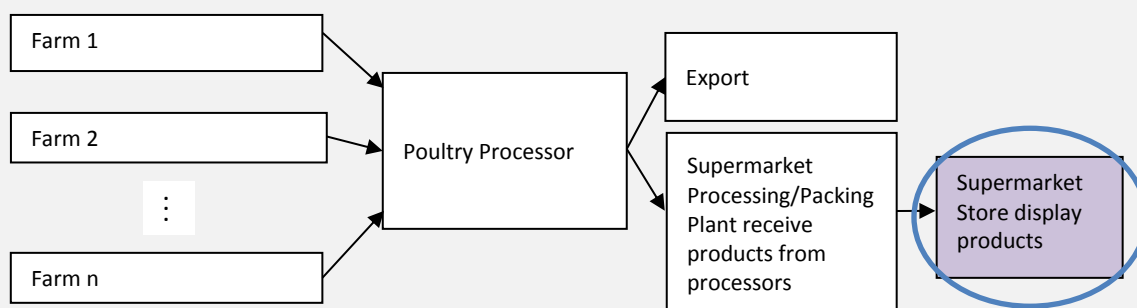 Farm 1
Farm 2
⋮
Farm n
Poultry Processor
Export
Supermarket
Processing/Packing
Plant receive
products from
processors
Supermarket
Store display
products